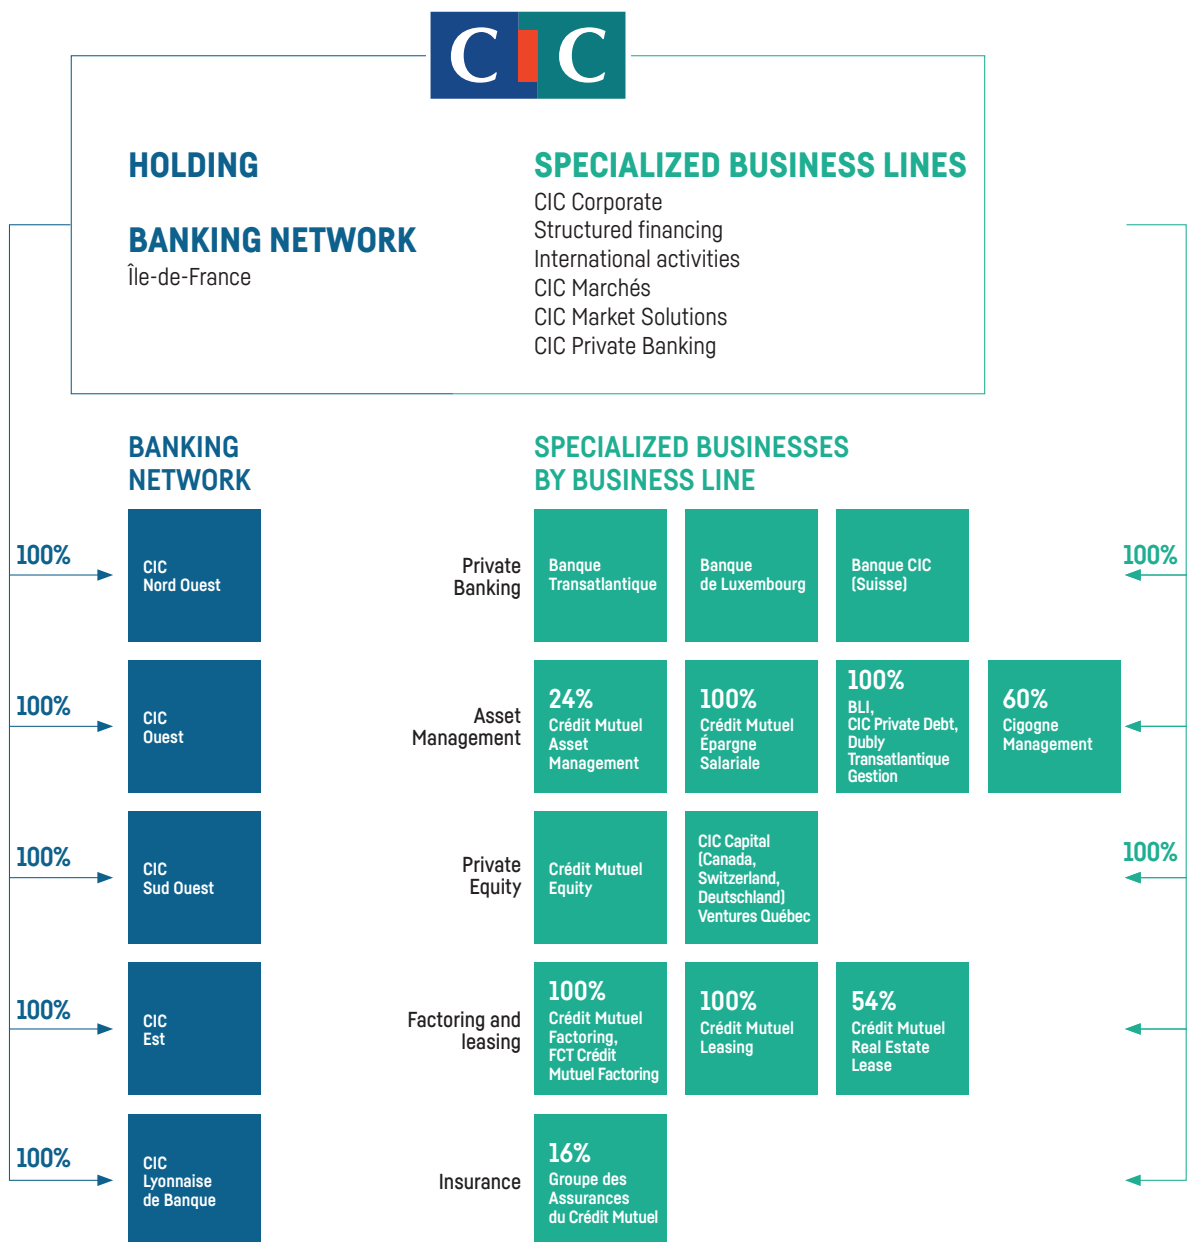 CIC
HOLDING
BANKING NETWORK
Île-de-France
SPECIALIZED BUSINESS LINES
CIC Corporate
Structured financing
International activities
CIC Marchés
CIC Market Solutions
CIC Private Banking
BANKING
NETWORK
100%
CIC
Nord Ouest
100%
CIC
Ouest
100%
CIC
Sud Ouest
100%
CIC
Est
100%
CIC
Lyonnaise
de Banque
SPECIALIZED BUSINESSES
BY BUSINESS LINE
Private
Banking
Banque
Transatlantique
Banque
de Luxembourg
Banque CIC
(Suisse)
100%
Asset
Management
24%
Crédit Mutuel
Asset
Management
100%
Crédit Mutuel
Épargne
Salariale
100%
BLI,
CIC Private Debt,
Dubly
Transatlantique
Gestion
60%
Cigogne
Management
Private
Equity
Crédit Mutuel
Equity
CIC Capital
(Canada,
Switzerland,
Deutschland)
Ventures Québec
100%
Factoring and
leasing
100%
Crédit Mutuel
Factoring,
FCT Crédit
Mutuel Factoring
100%
Crédit Mutuel
Leasing
54%
Crédit Mutuel
Real Estate
Lease
Insurance
16%
Groupe des
Assurances
du Crédit Mutuel